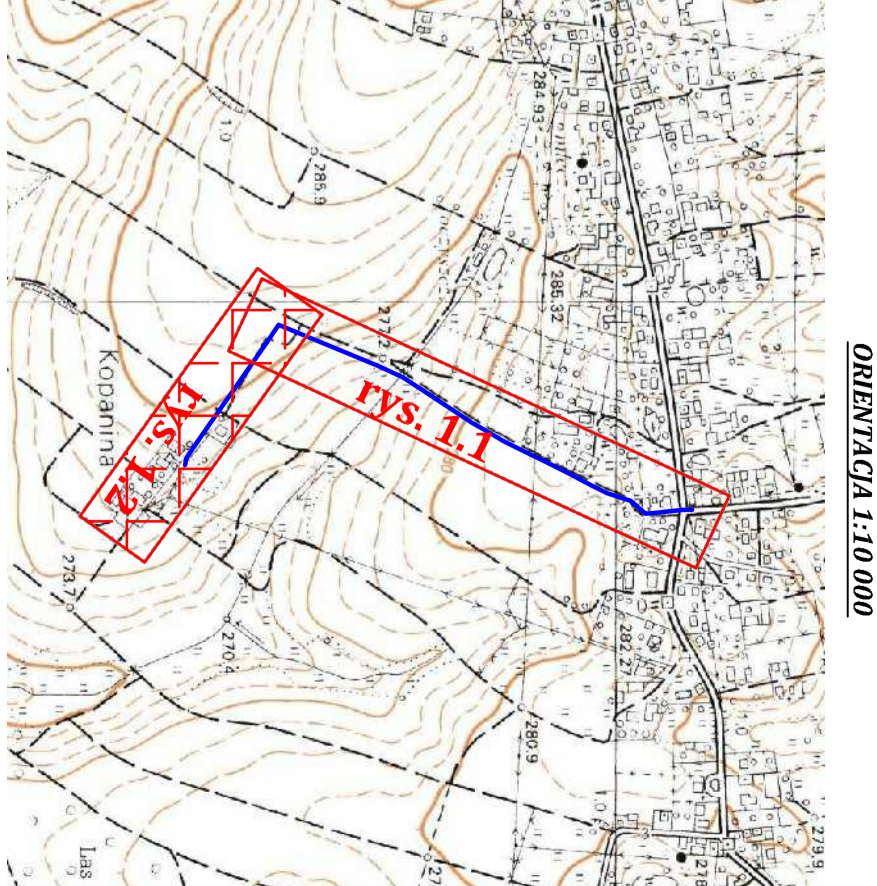 ORIENTACJA 1:10 000
284.93
1.0
285.9
285.32
277.2
rys. 1.1
Kopanina
rys. 1.2
273.7
270.4
282.27
280.9
279.9
Las